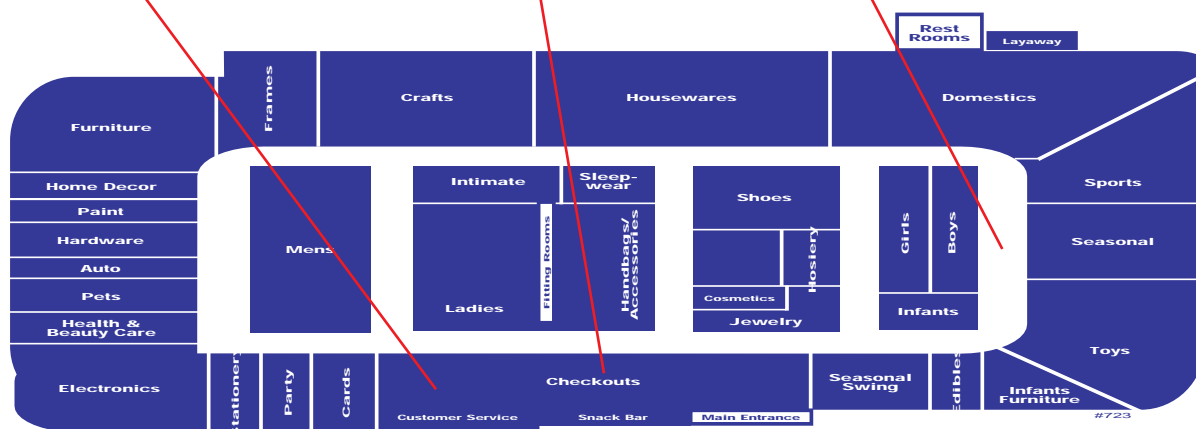 Rest
Rooms
Layaway
Frames
Crafts
Housewares
Domestics
Furniture
Home Decor
Paint
Hardware
Auto
Pets
Health &
Beauty Care
Electronics
Mens
Intimate
Sleep-
wear
Fitting Rooms
Handbags/
Accessories
Ladies
Shoes
Hosiery
Cosmetics
Jewelry
Girls
Boys
Infants
Sports
Seasonal
Toys
Stationery
Party
Cards
Checkouts
Customer Service
Snack Bar
Main Entrance
Seasonal
Swing
Edibles
Infants
Furniture
#723